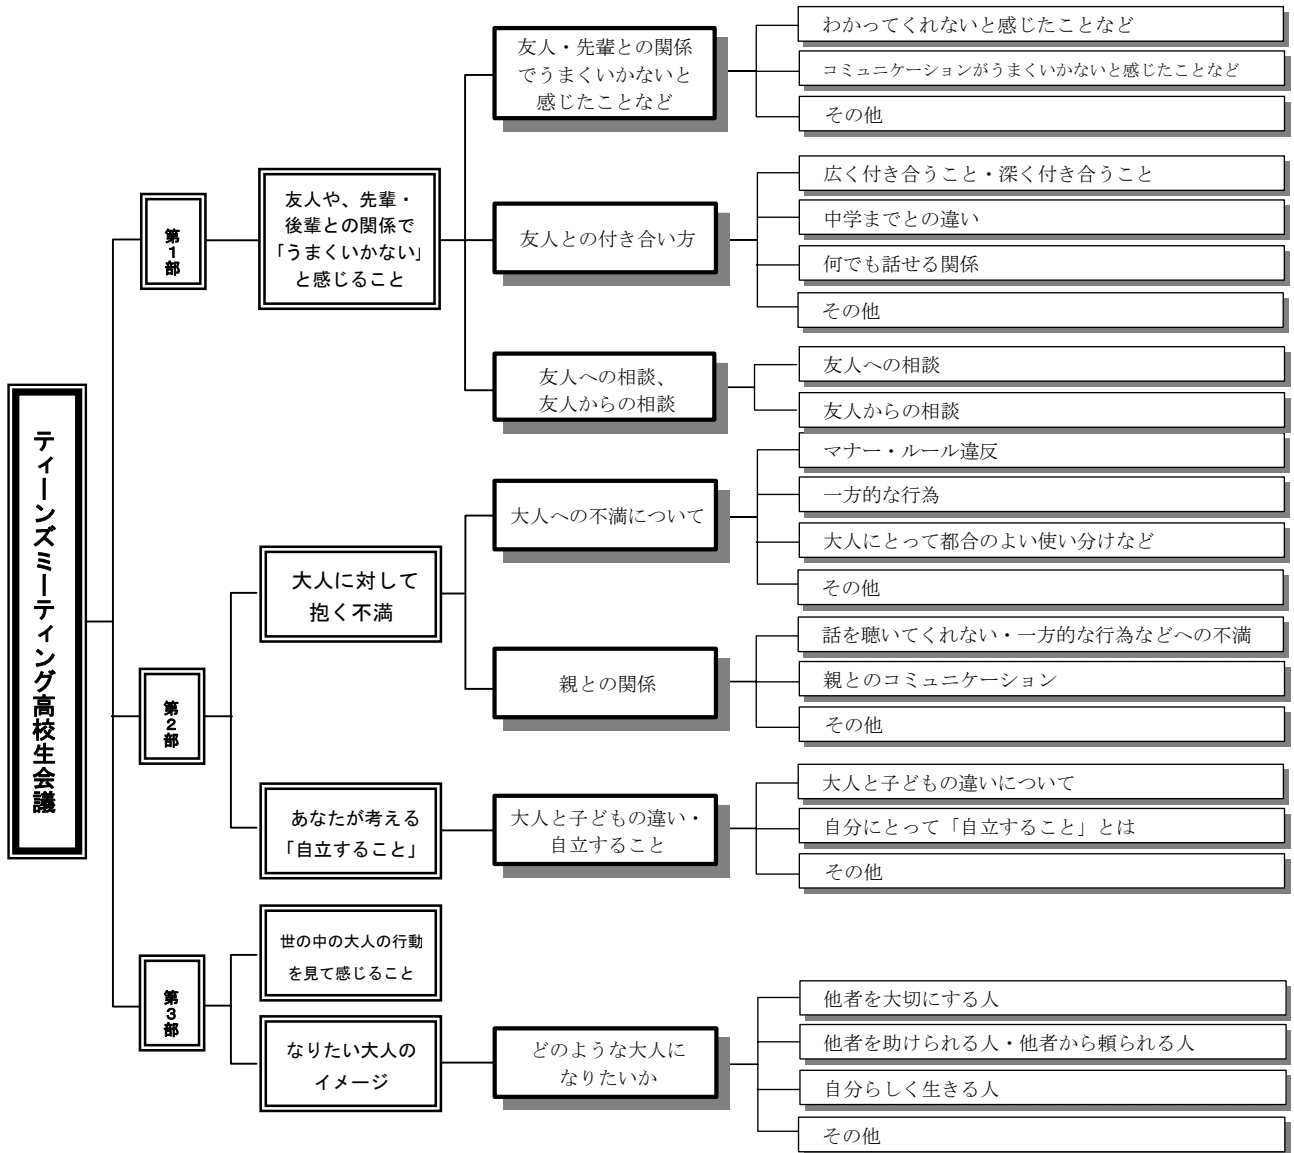 ティーンズミーティング高校生会議
第1部
友人や、先輩・
後輩との関係で
「うまくいかない」
と感じること
友人・先輩との関係
でうまくいかないと
感じたことなど
わかってくれないと感じたことなど
コミュニケーションがうまくいかないと感じたことなど
その他
友人との付き合い方
広く付き合うこと・深く付き合うこと
中学までとの違い
何でも話せる関係
その他
友人への相談、
友人からの相談
友人への相談
友人からの相談
第2部
大人に対して
抱く不満
大人への不満について
マナー・ルール違反
一方的な行為
大人にとって都合のよい使い分けなど
その他
親との関係
話を聴いてくれない・一方的な行為などへの不満
親とのコミュニケーション
その他
あなたが考える
「自立すること」
大人と子どもの違い・
自立すること
大人と子どもの違いについて
自分にとって「自立すること」とは
その他
第3部
世の中の大人の行動
を見て感じること
なりたい大人の
イメージ
どのような大人に
なりたいか
他者を大切にする人
他者を助けられる人・他者から頼られる人
自分らしく生きる人
その他